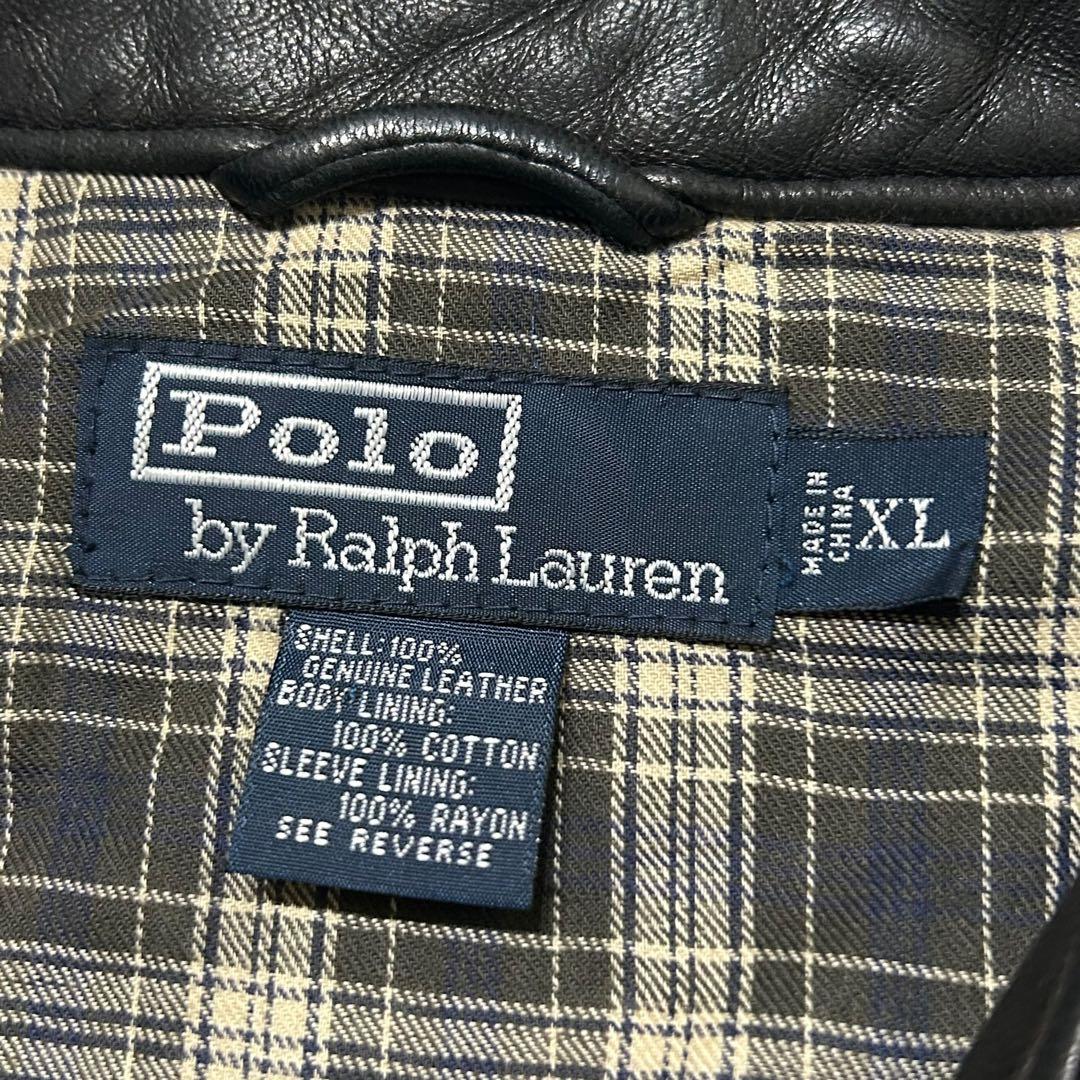 Polo
by Ralph Lauren
MADE IN
CHINA
XL
SHELL: 100%
GENUINE LEATHER
BODY LINING:
100% COTTON
SLEEVE LINING:
100% RAYON
SEE REVERSE